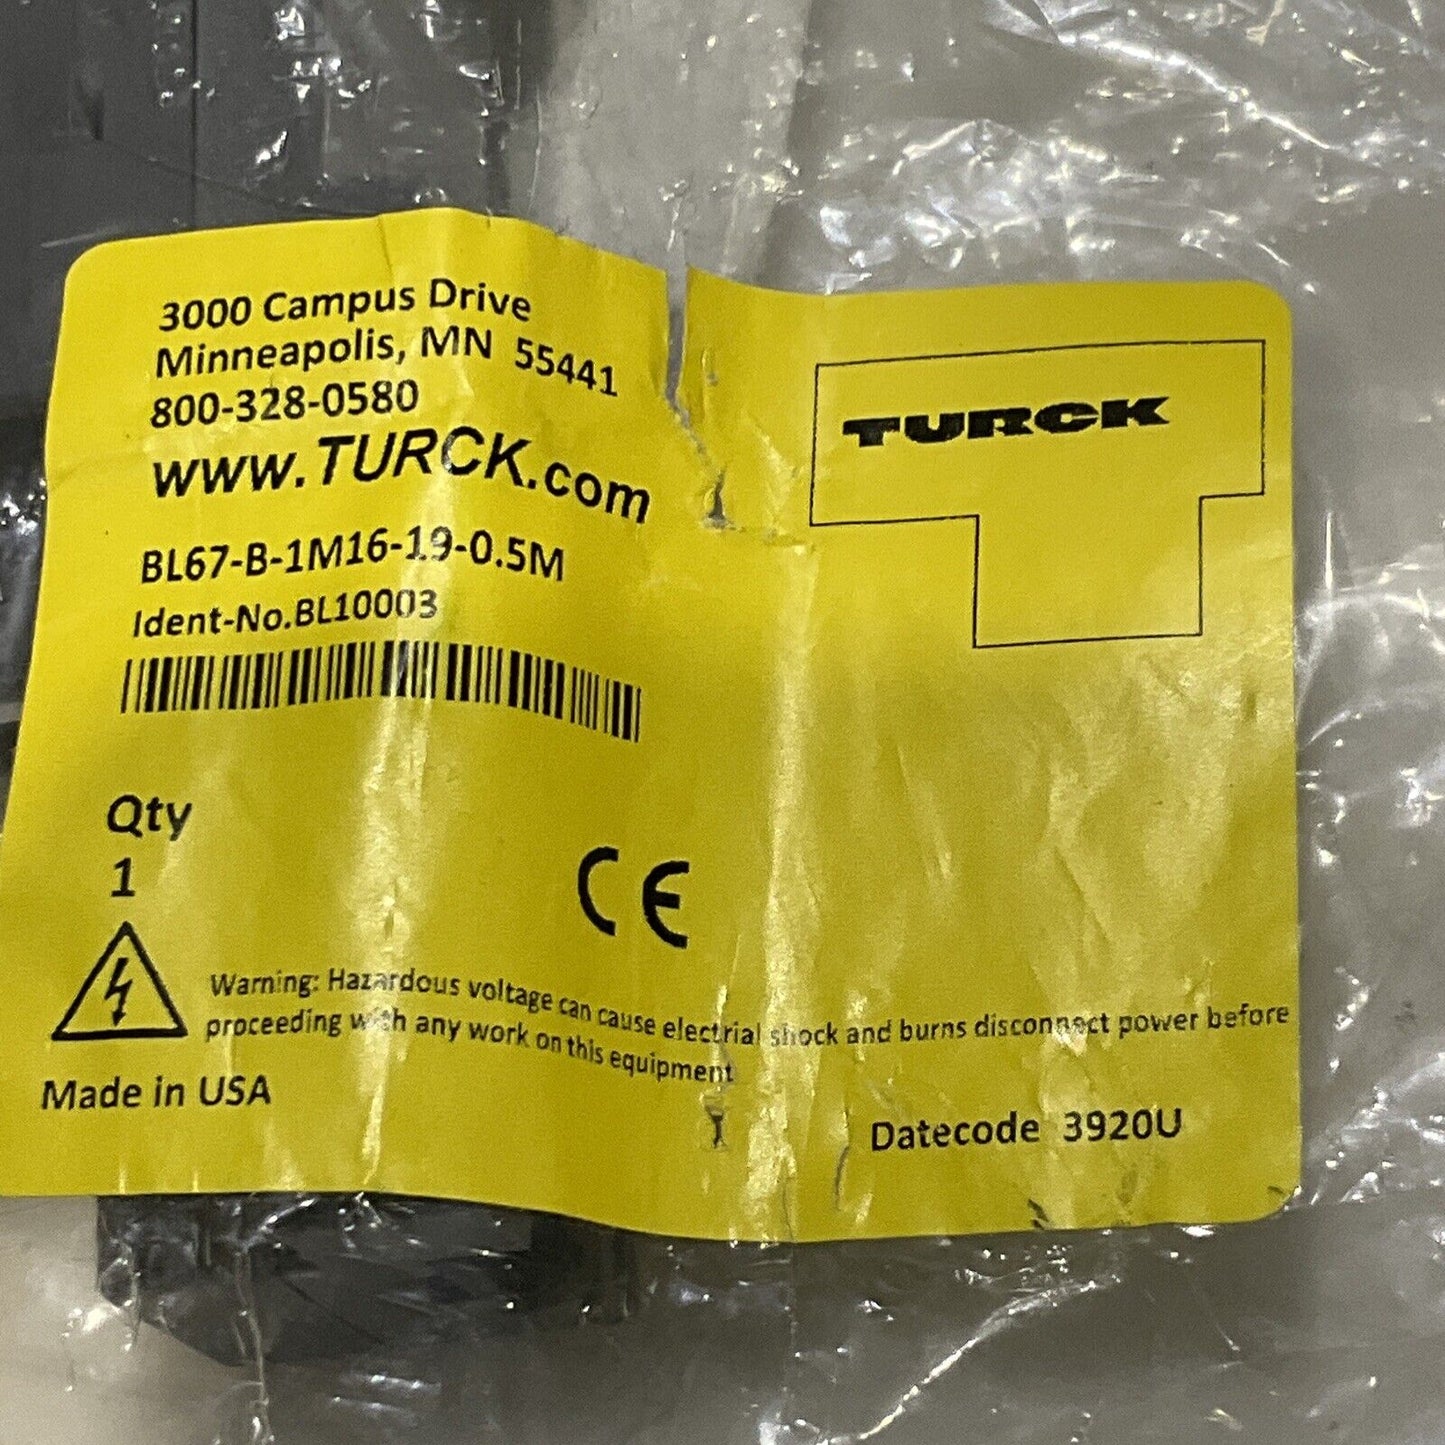 3000 Campus Drive
Minneapolis, MN 55441
800-328-0580
www.TURCK.com
BL67-B-1M16-19-0.5M
Ident-No.BL10003
TURCK
Qty
1
CE
Warning: Hazardous voltage can cause electrial shock and burns disconnect power before
proceeding with any work on this equipment
Made in USA
Datecode 3920U